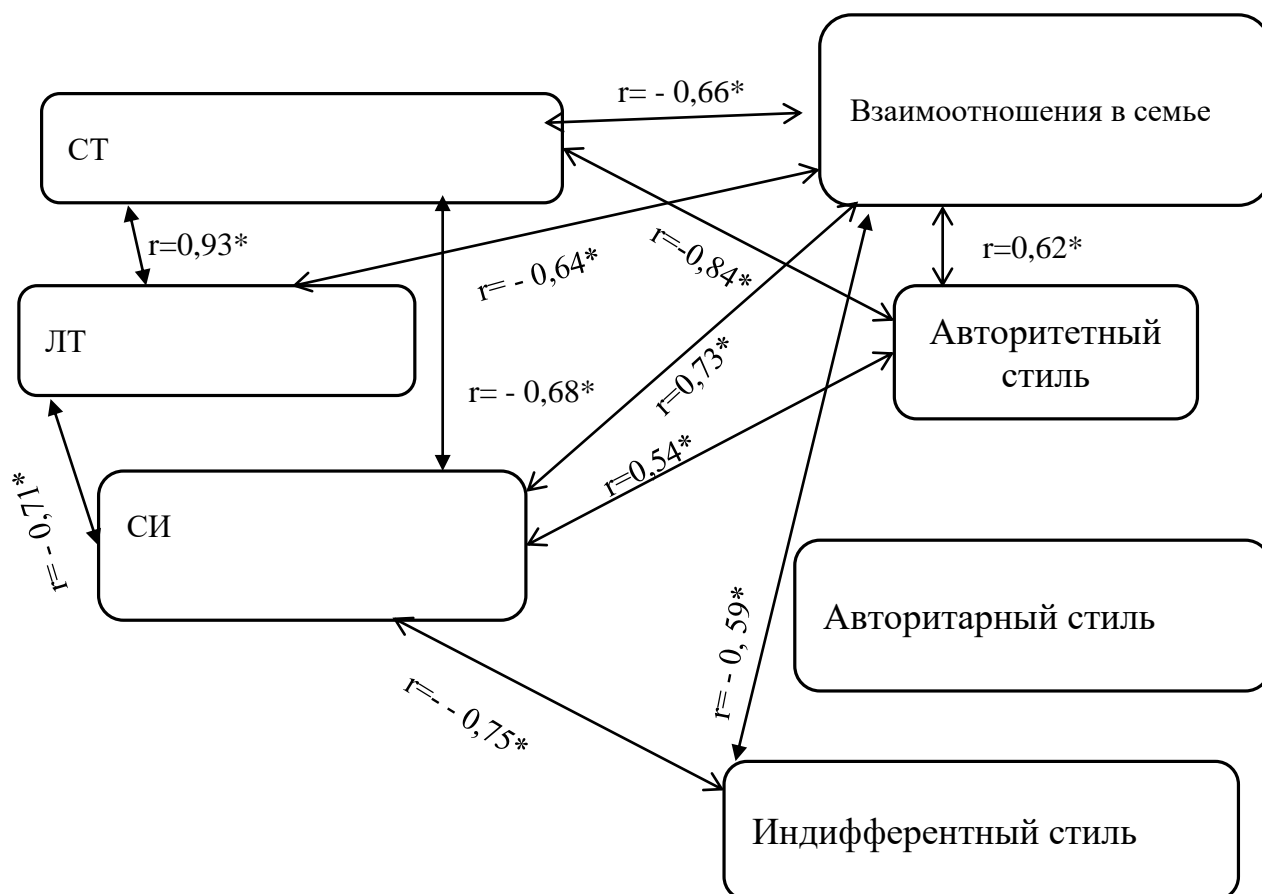 r= - 0,66*
Взаимоотношения в семье
СТ
r=0,93*
r= - 0,64*
r=-0,84*
r=0,62*
ЛТ
Авторитетный
стиль
r= - 0,68*
r=0,73*
r=0,54*
r= - 0,71*
СИ
Авторитарный стиль
r= - 0, 59*
r=- - 0,75*
Индифферентный стиль